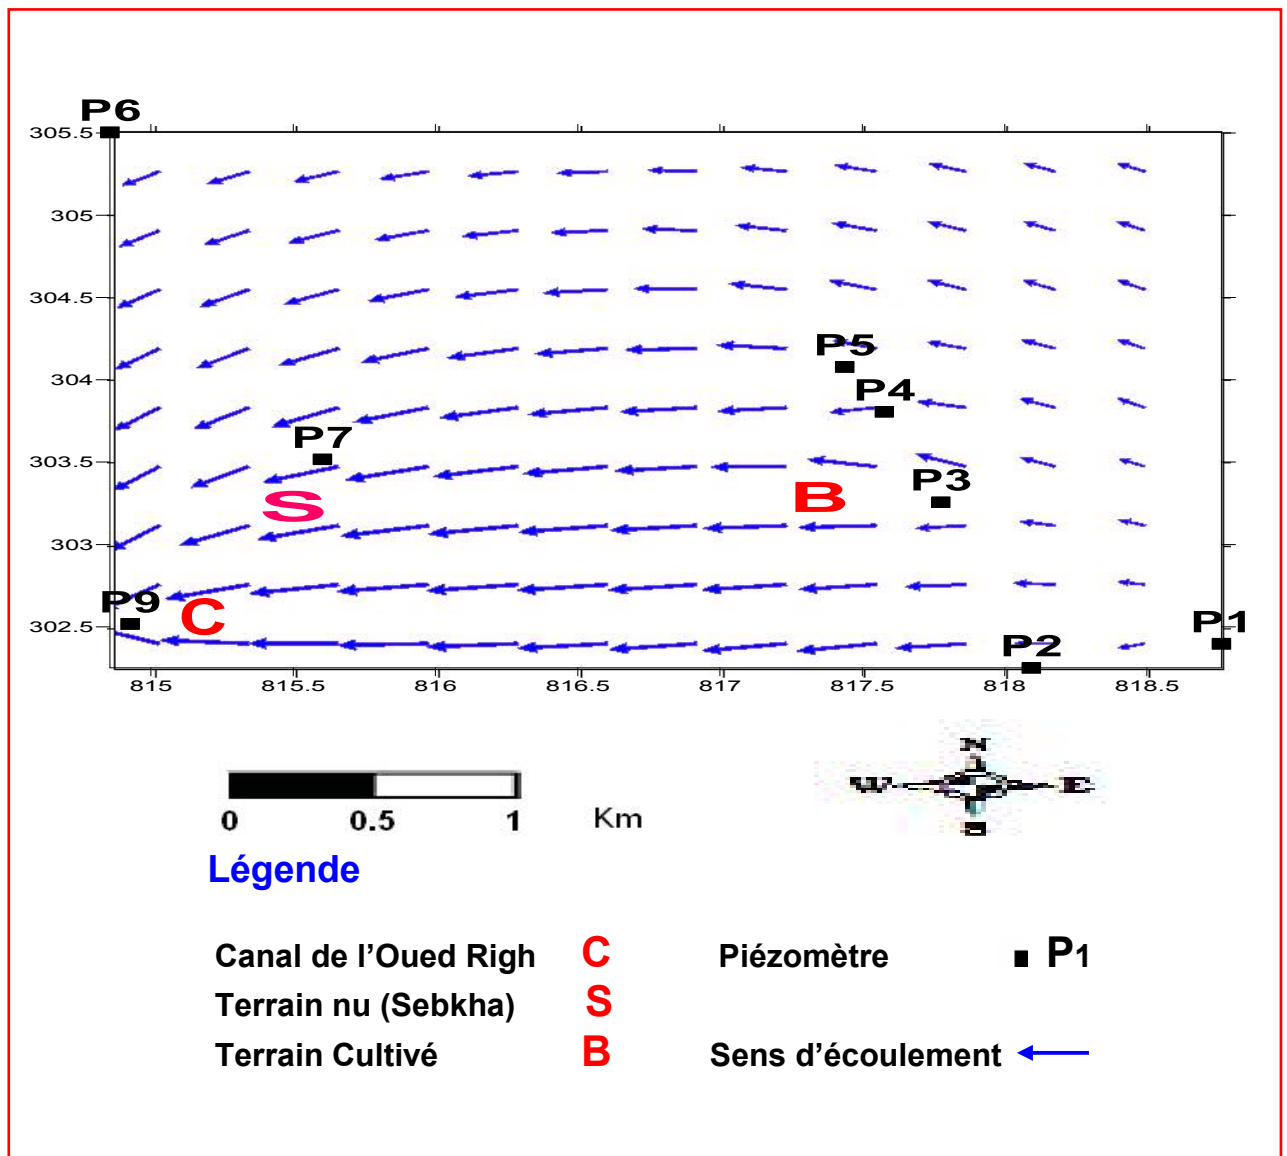 P6
305.5
305
304.5
P5
304
P4
P7
303.5
P3
S
B
303
P9
C
302.5
P1
P2
815
815.5
816
816.5
817
817.5
818
818.5
N
W E
0 0.5 1 Km
Légende
Canal de l’Oued Righ C Piézomètre P1
Terrain nu (Sebkha) S
Terrain Cultivé B Sens d’écoulement